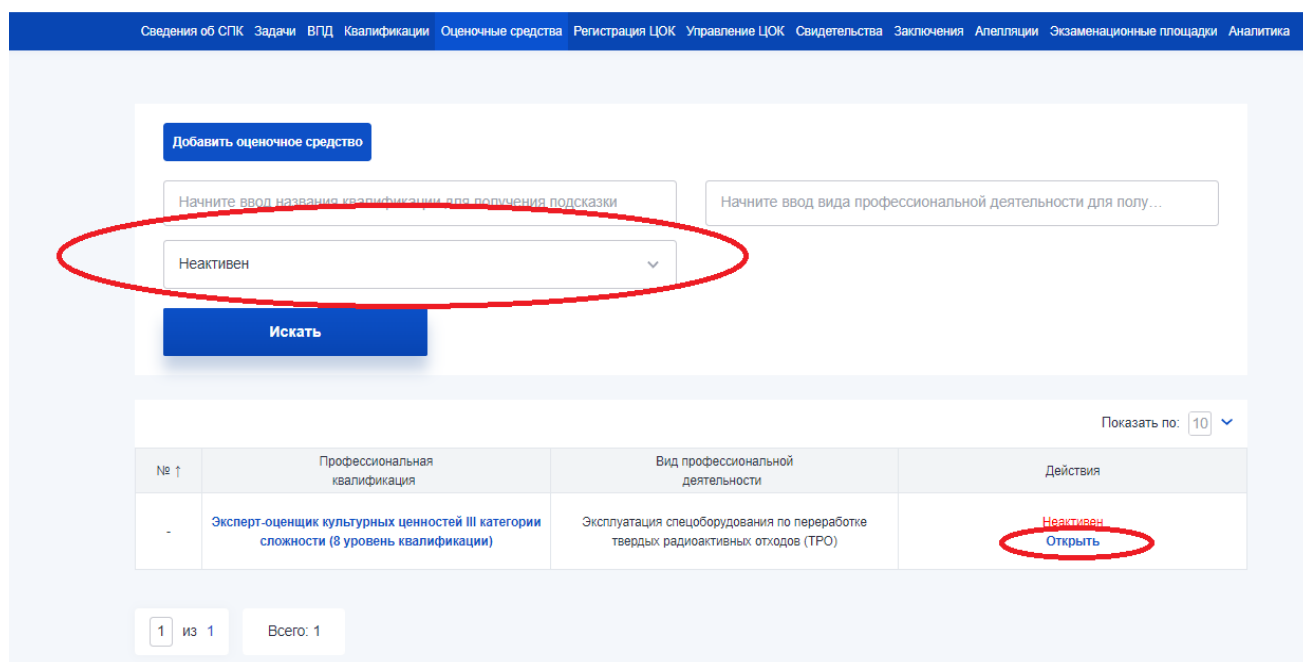 Сведения об СПК Задачи ВПД Квалификации Оценочные средства Регистрация ЦОК Управление ЦОК Свидетельства Заключения Апелляции Экзаменационные площадки Аналитика
Добавить оценочное средство
Начните ввод названия квалификации для получения подсказки
Начните ввод вида профессиональной деятельности для полу...
Неактивен
Искать
Показать по: 10
№ ↑
Профессиональная
квалификация
Вид профессиональной
деятельности
Действия
-
Эксперт-оценщик культурных ценностей III категории
сложности (8 уровень квалификации)
Эксплуатация спецоборудования по переработке
твердых радиоактивных отходов (ТРО)
Неактивен
Открыть
1 из 1
Всего: 1